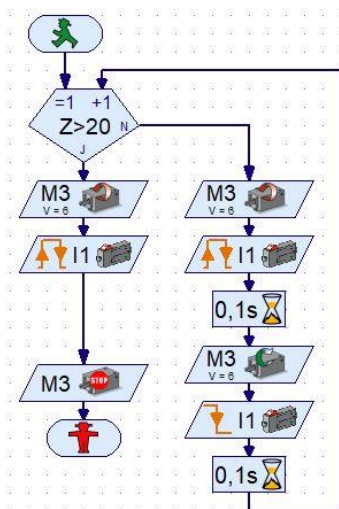 =1 +1
Z>20 N
J
M3
V = 6
I1
M3
STOP
M3
V = 6
I1
0,1s
M3
V = 6
I1
0,1s